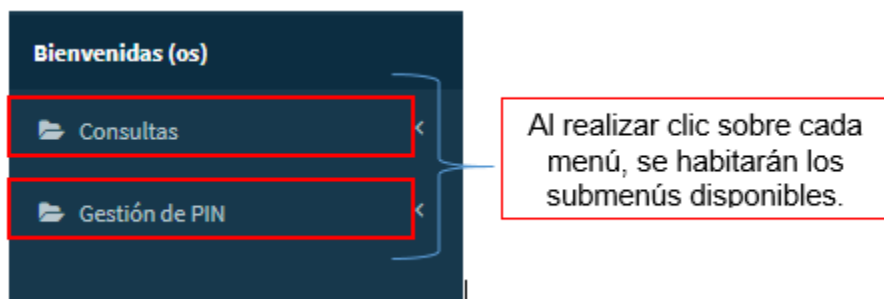 Bienvenidas (os)
Consultas
Gestión de PIN
Al realizar clic sobre cada
menú, se habitarán los
submenús disponibles.